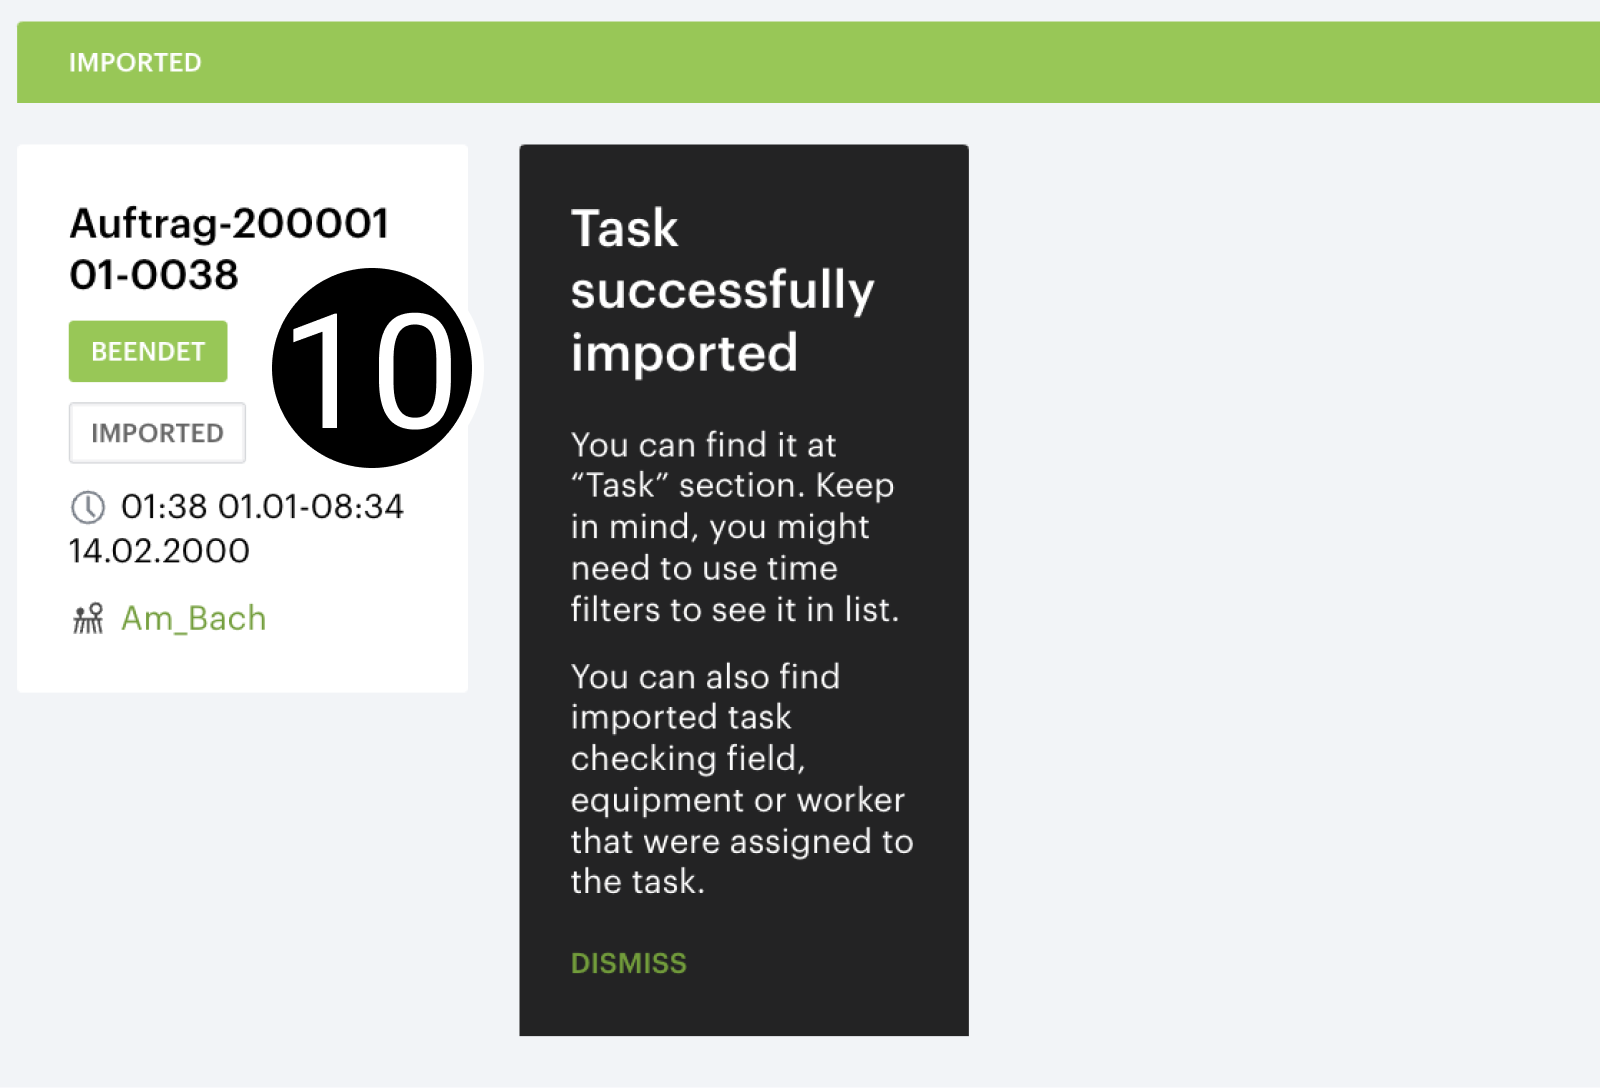 IMPORTED
Auftrag-200001
01-0038
BEENDET
10
IMPORTED
01:38 01.01-08:34
14.02.2000
Am_Bach
Task
successfully
imported
You can find it at
“Task” section. Keep
in mind, you might
need to use time
filters to see it in list.
You can also find
imported task
checking field,
equipment or worker
that were assigned to
the task.
DISMISS